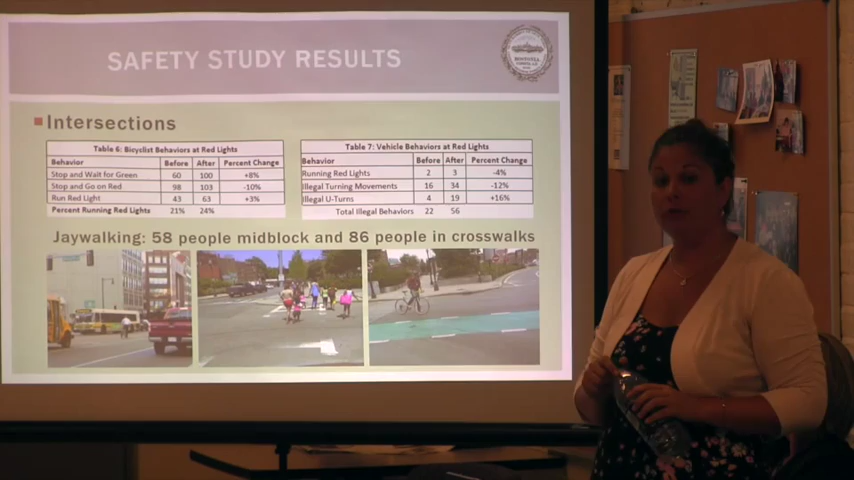 SAFETY STUDY RESULTS
Intersections
Table 6: Bicyclist Behaviors at Red Lights
Behavior Before After Percent Change
Stop and Wait for Green 60 100 +8%
Stop and Go on Red 98 103 -10%
Run Red Light 43 63 +3%
Percent Running Red Lights 21% 24%
Table 7: Vehicle Behaviors at Red Lights
Behavior Before After Percent Change
Running Red Lights 2 3 -4%
Illegal Turning Movements 16 34 -12%
Illegal U-Turns 4 19 +16%
Total Illegal Behaviors 22 56
Jaywalking: 58 people midblock and 86 people in crosswalks